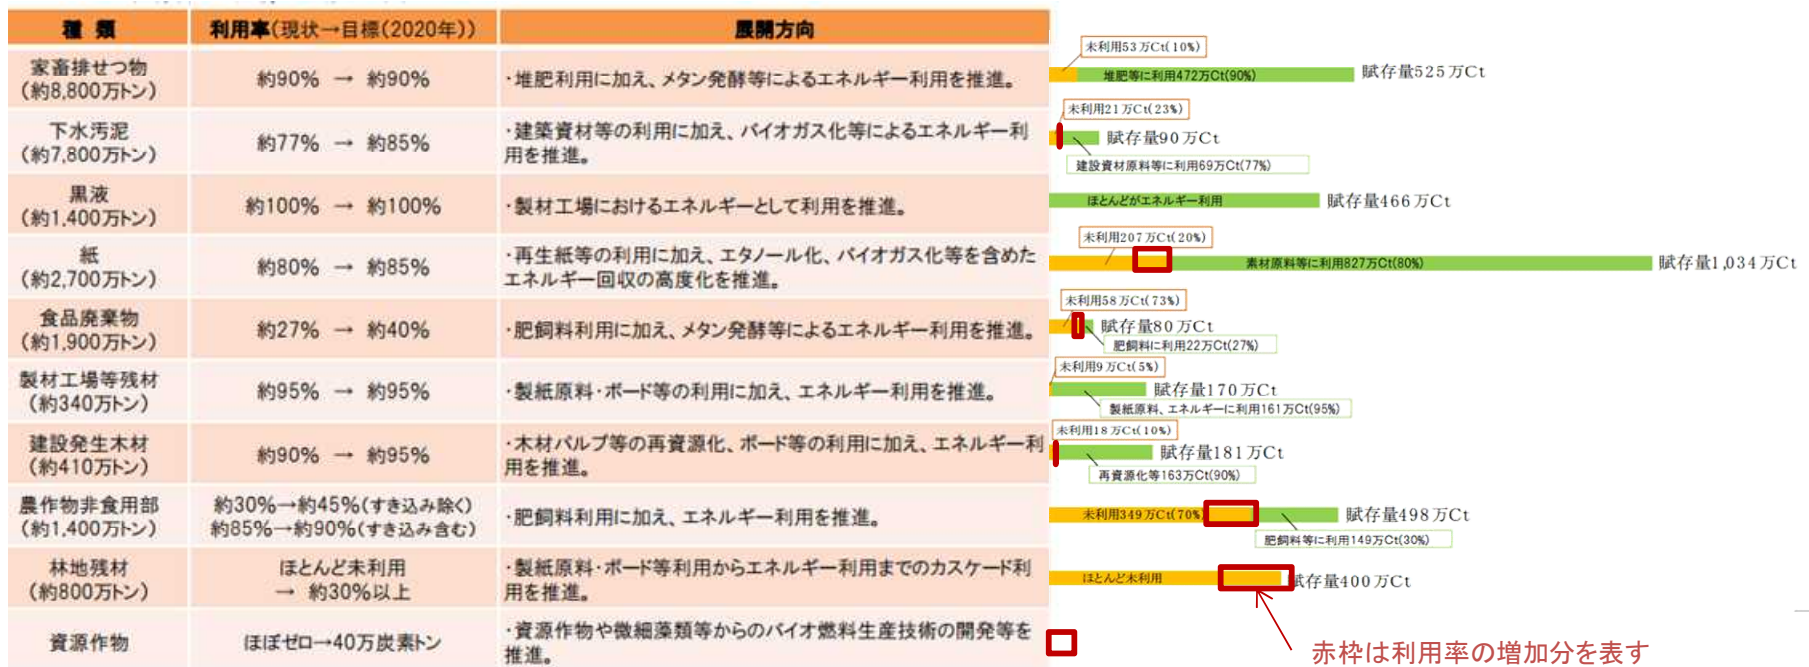 種 類 利用率(現状→目標(2020年)) 展開方向
家畜排せつ物
(約8,800万トン)
約90% → 約90%
・堆肥利用に加え、メタン発酵等によるエネルギー利用を推進。
未利用53万Ct(10%)
堆肥等に利用472万Ct(90%)
賦存量525万Ct
下水汚泥
(約7,800万トン)
約77% → 約85%
・建築資材等の利用に加え、バイオガス化等によるエネルギー利
用を推進。
未利用21万Ct(23%)
賦存量90万Ct
建設資材原料等に利用69万Ct(77%)
黒液
(約1,400万トン)
約100% → 約100%
・製材工場におけるエネルギーとして利用を推進。
ほとんどがエネルギー利用
賦存量466万Ct
紙
(約2,700万トン)
約80% → 約85%
・再生紙等の利用に加え、エタノール化、バイオガス化等を含めた
エネルギー回収の高度化を推進。
未利用207万Ct(20%)
素材原料等に利用827万Ct(80%)
賦存量1,034万Ct
食品廃棄物
(約1,900万トン)
約27% → 約40%
・肥飼料利用に加え、メタン発酵等によるエネルギー利用を推進。
未利用58万Ct(73%)
賦存量80万Ct
肥飼料に利用22万Ct(27%)
製材工場等残材
(約340万トン)
約95% → 約95%
・製紙原料・ボード等の利用に加え、エネルギー利用を推進。
未利用9万Ct(5%)
賦存量170万Ct
製紙原料、エネルギーに利用161万Ct(95%)
建設発生木材
(約410万トン)
約90% → 約95%
・木材パルプ等の再資源化、ボード等の利用に加え、エネルギー利
用を推進。
未利用18万Ct(10%)
賦存量181万Ct
再資源化等163万Ct(90%)
農作物非食用部
(約1,400万トン)
約30%→約45%(すき込み除く)
約85%→約90%(すき込み含む)
・肥飼料利用に加え、エネルギー利用を推進。
未利用349万Ct(70%)
賦存量498万Ct
肥飼料等に利用149万Ct(30%)
林地残材
(約800万トン)
ほとんど未利用
→ 約30%以上
・製紙原料・ボード等利用からエネルギー利用までのカスケード利
用を推進。
ほとんど未利用
賦存量400万Ct
資源作物
ほぼゼロ→40万炭素トン
・資源作物や微細藻類等からのバイオ燃料生産技術の開発等を
推進。
赤枠は利用率の増加分を表す